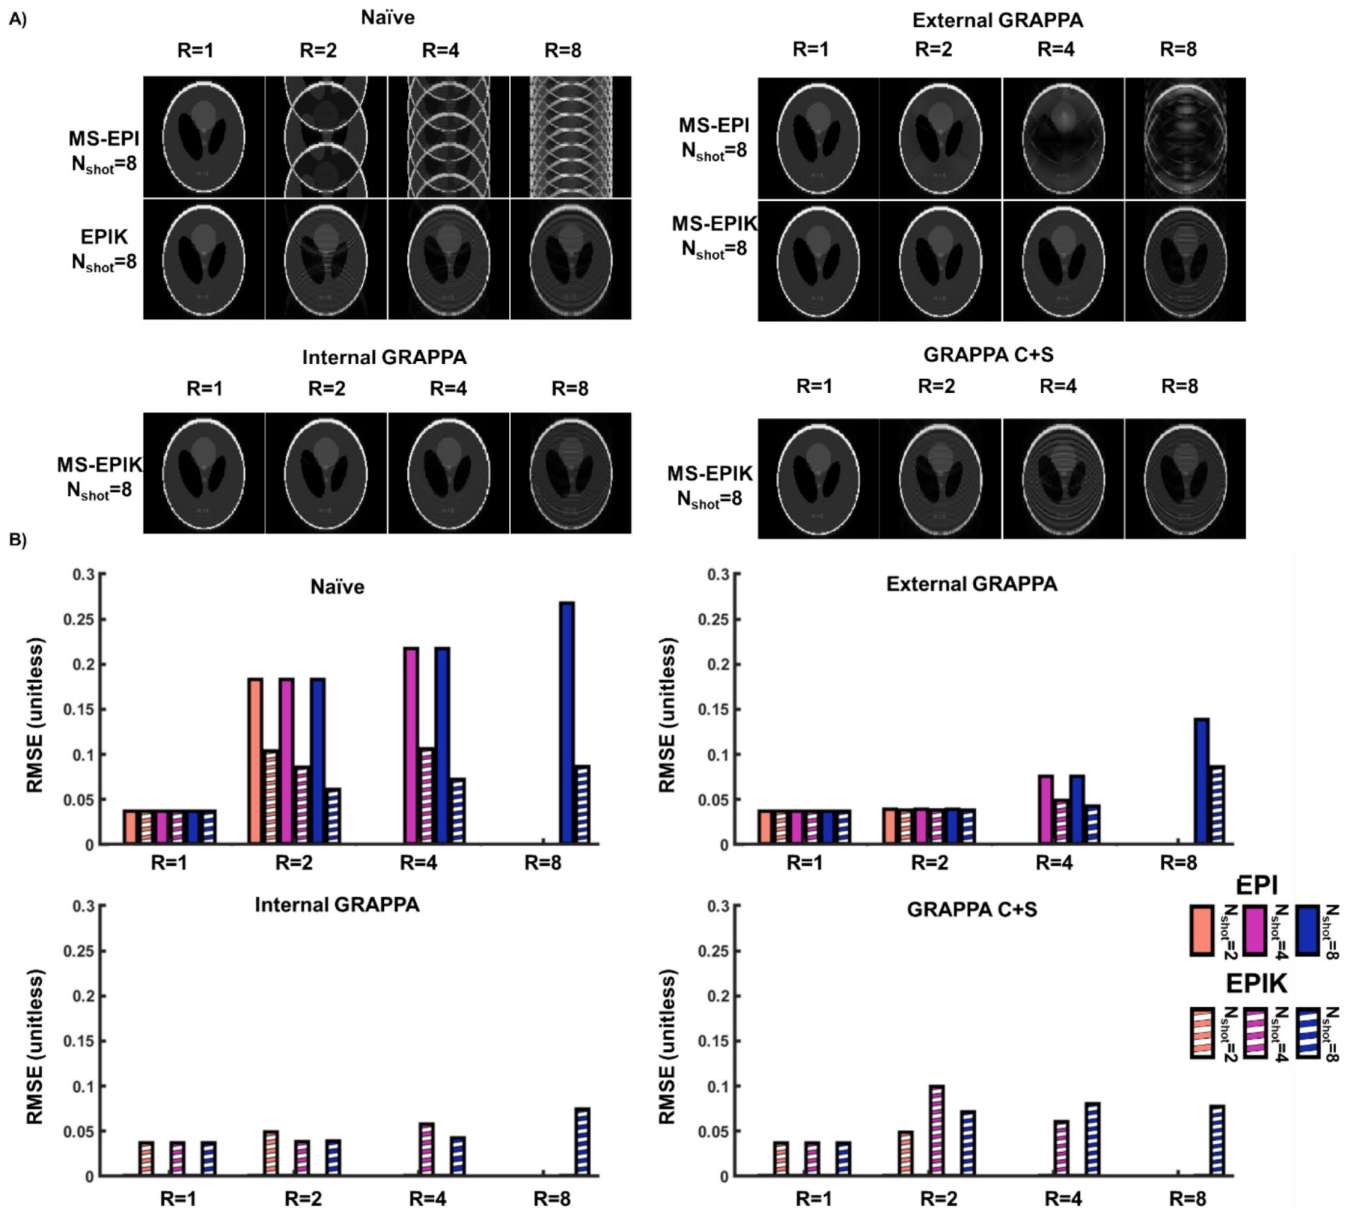 A)
Naïve
R=1 R=2 R=4 R=8
MS-EPI
Nshot=8
EPIK
Nshot=8
External GRAPPA
R=1 R=2 R=4 R=8
MS-EPI
Nshot=8
MS-EPIK
Nshot=8
Internal GRAPPA
R=1 R=2 R=4 R=8
MS-EPIK
Nshot=8
GRAPPA C+S
R=1 R=2 R=4 R=8
MS-EPIK
Nshot=8
B)
Naïve
RMSE (unitless)
0.3
0.25
0.2
0.15
0.1
0.05
0
R=1 R=2 R=4 R=8
External GRAPPA
RMSE (unitless)
0.3
0.25
0.2
0.15
0.1
0.05
0
R=1 R=2 R=4 R=8
Internal GRAPPA
RMSE (unitless)
0.3
0.25
0.2
0.15
0.1
0.05
0
R=1 R=2 R=4 R=8
GRAPPA C+S
RMSE (unitless)
0.3
0.25
0.2
0.15
0.1
0.05
0
R=1 R=2 R=4 R=8
EPI
Nshot=2
Nshot=4
Nshot=8
EPIK
Nshot=2
Nshot=4
Nshot=8